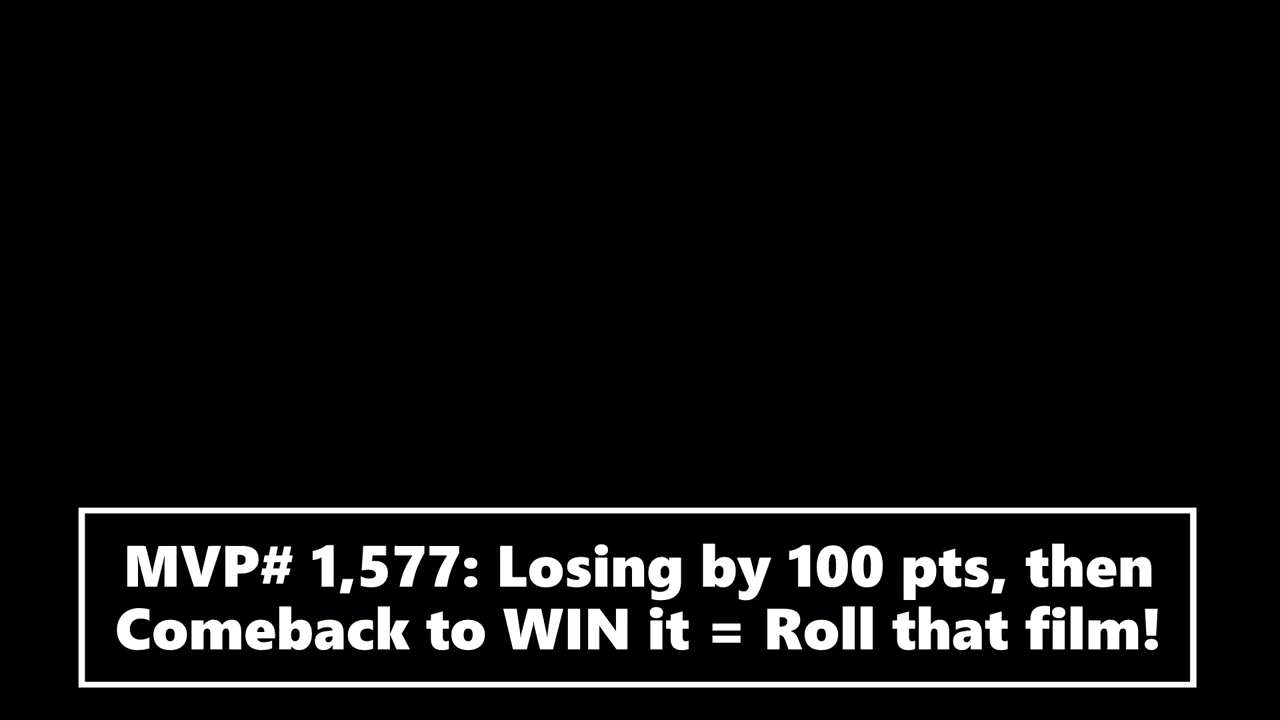 MVP# 1,577: Losing by 100 pts, then
Comeback to WIN it = Roll that film!